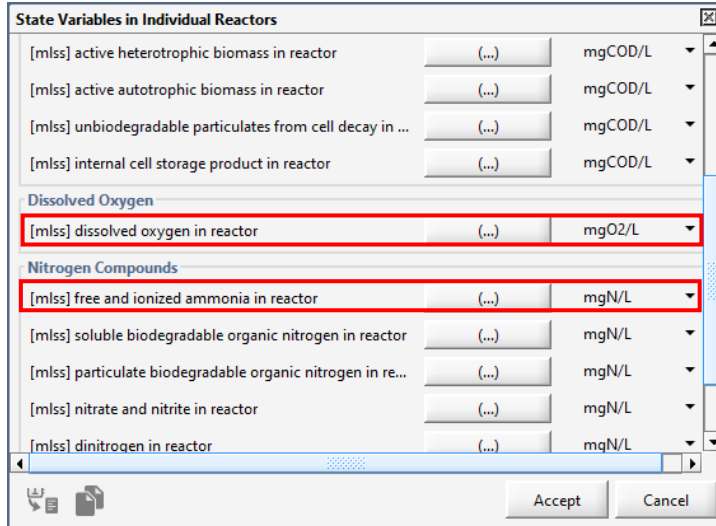 State Variables in Individual Reactors
[mlss] active heterotrophic biomass in reactor (...) mgCOD/L
[mlss] active autotrophic biomass in reactor (...) mgCOD/L
[mlss] unbiodegradable particulates from cell decay in ... (...) mgCOD/L
[mlss] internal cell storage product in reactor (...) mgCOD/L
Dissolved Oxygen
[mlss] dissolved oxygen in reactor (...) mgO2/L
Nitrogen Compounds
[mlss] free and ionized ammonia in reactor (...) mgN/L
[mlss] soluble biodegradable organic nitrogen in reactor (...) mgN/L
[mlss] particulate biodegradable organic nitrogen in re... (...) mgN/L
[mlss] nitrate and nitrite in reactor (...) mgN/L
[mlss] dinitrogen in reactor (...) mgN/L
Accept Cancel